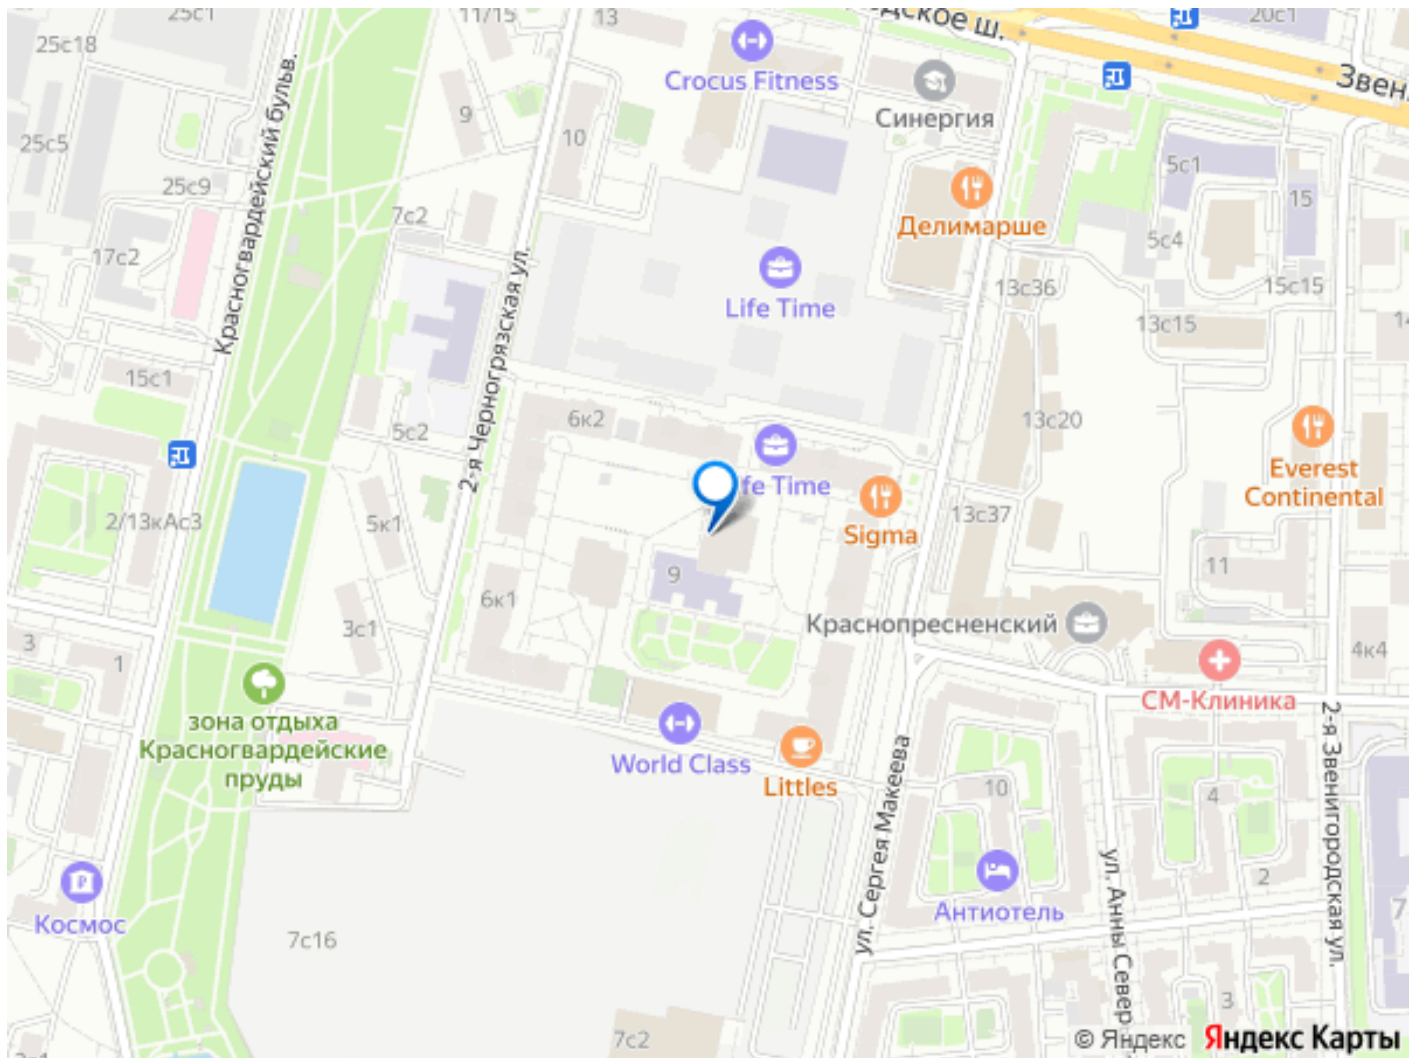 25с1
11/15
13
дское ш.
20с1
25с18
Звен
Crocus Fitness
Синергия
9
10
25с5
25с9
5с1
15
7с2
Делимарше
5с4
17с2
Красногвардейский бульв.
2-я Черногрязская ул.
Life Time
13с36
15с15
13с15
14
15с1
6к2
5с2
13с20
fe Time
Everest
Continental
2/13кАс3
5к1
Sigma
13с37
9
11
6к1
3с1
Краснопресненский
3
1
4к4
СМ-Клиника
зона отдыха
Красногвардейские
пруды
World Class
Littles
ул. Сергея Макеева
2-я Звенигородская ул.
10
4
ул. Анны Север
2
Антиотель
Космос
7
7с16
3
7с2
© Яндекс
Яндекс Карты